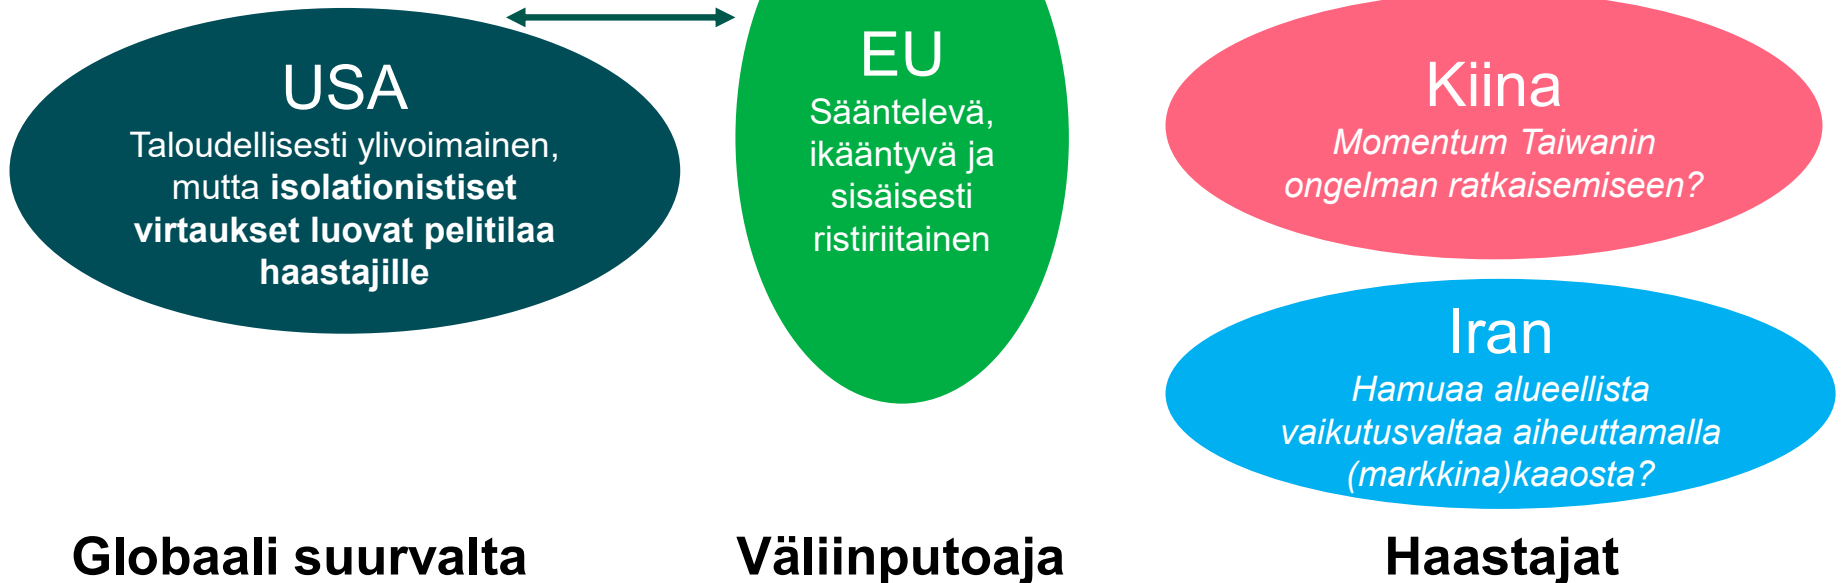 USA
Taloudellisesti ylivoimainen,
mutta isolationistiset
virtaukset luovat pelitilaa
haastajille
EU
Sääntelevä,
ikääntyvä ja
sisäisesti
ristiriitainen
Kiina
Momentum Taiwanin
ongelman ratkaisemiseen?
Iran
Hamuaa alueellista
vaikutusvaltaa aiheuttamalla
(markkina)kaaosta?
Globaali suurvalta
Väliinputoaja
Haastajat